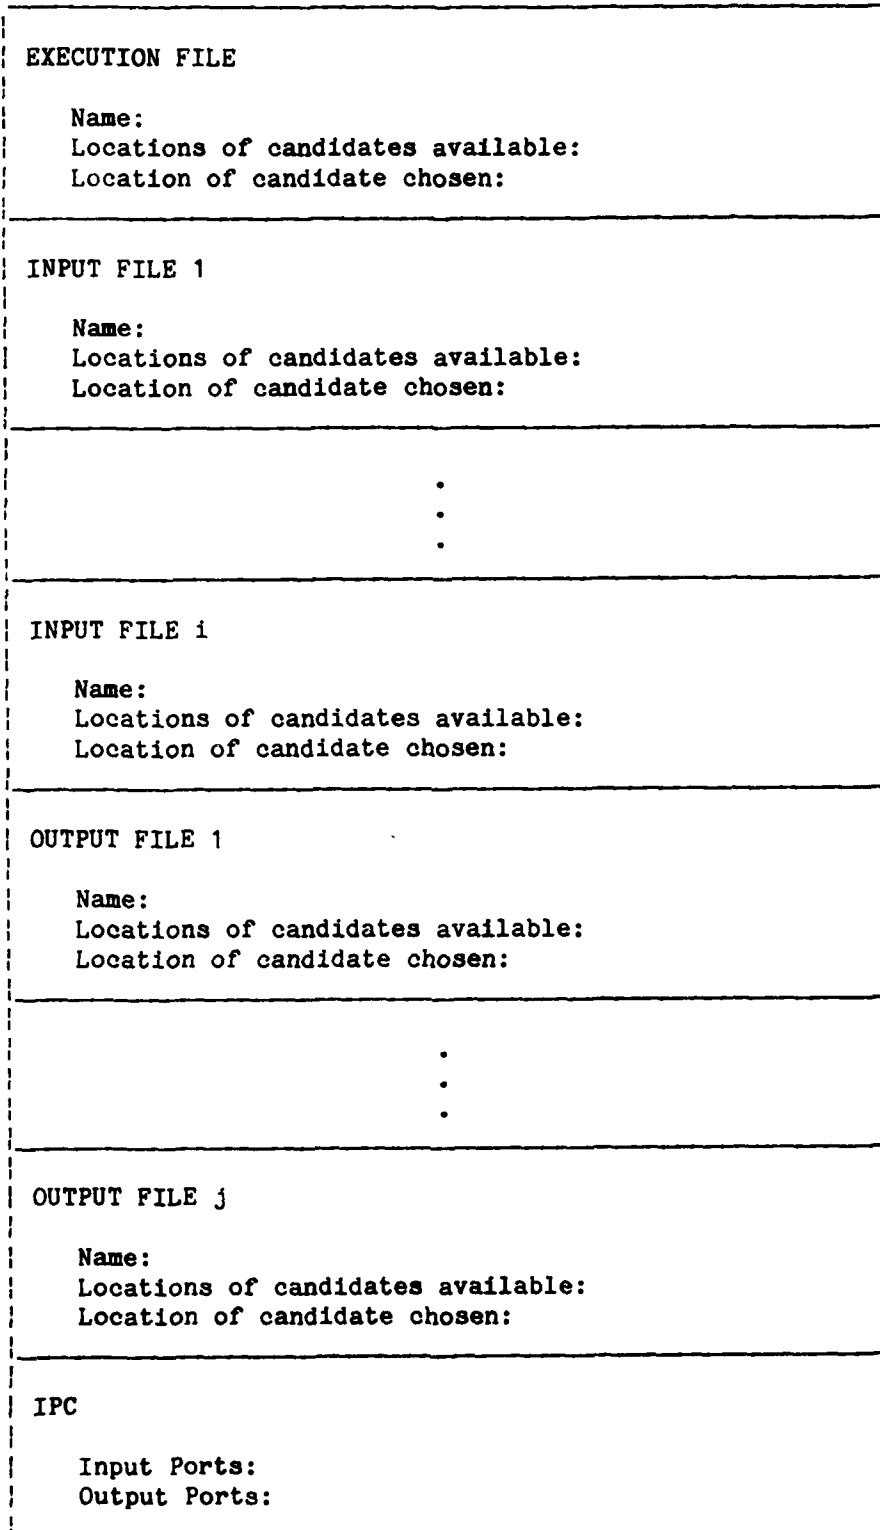 EXECUTION FILE
Name:
Locations of candidates available:
Location of candidate chosen:
INPUT FILE 1
Name:
Locations of candidates available:
Location of candidate chosen:
.
.
.
INPUT FILE i
Name:
Locations of candidates available:
Location of candidate chosen:
OUTPUT FILE 1
Name:
Locations of candidates available:
Location of candidate chosen:
.
.
.
OUTPUT FILE j
Name:
Locations of candidates available:
Location of candidate chosen:
IPC
Input Ports:
Output Ports: